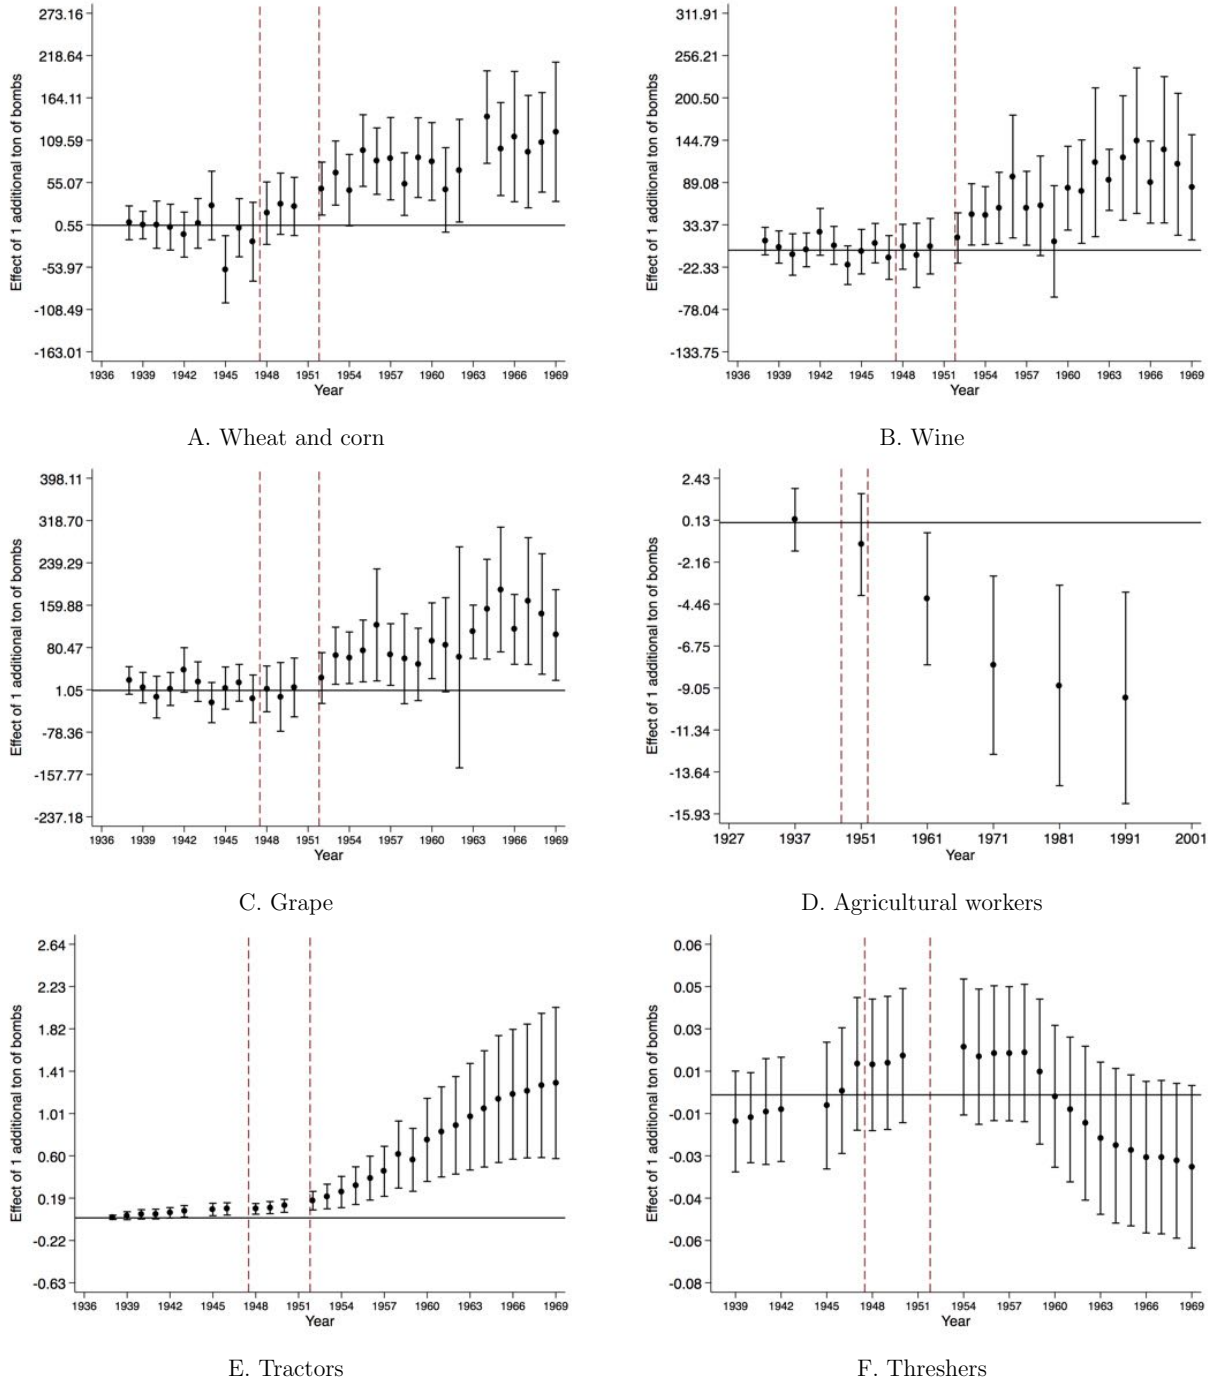 Effect of 1 additional ton of bombs
273.16
218.64
164.11
109.59
55.07
0.55
-53.97
-108.49
-163.01
1936 1939 1942 1945 1948 1951 1954 1957 1960 1963 1966 1969
Year
A. Wheat and corn
Effect of 1 additional ton of bombs
311.91
256.21
200.50
144.79
89.08
33.37
-22.33
-78.04
-133.75
1936 1939 1942 1945 1948 1951 1954 1957 1960 1963 1966 1969
Year
B. Wine
Effect of 1 additional ton of bombs
398.11
318.70
239.29
159.88
80.47
1.05
-78.36
-157.77
-237.18
1936 1939 1942 1945 1948 1951 1954 1957 1960 1963 1966 1969
Year
C. Grape
Effect of 1 additional ton of bombs
2.43
0.13
-2.16
-4.46
-6.75
-9.05
-11.34
-13.64
-15.93
1927 1937 1951 1961 1971 1981 1991 2001
Year
D. Agricultural workers
Effect of 1 additional ton of bombs
2.64
2.23
1.82
1.41
1.01
0.60
0.19
-0.22
-0.63
1936 1939 1942 1945 1948 1951 1954 1957 1960 1963 1966 1969
Year
E. Tractors
Effect of 1 additional ton of bombs
0.06
0.05
0.03
0.01
-0.01
-0.03
-0.04
-0.06
-0.08
1939 1942 1945 1948 1951 1954 1957 1960 1963 1966 1969
Year
F. Threshers